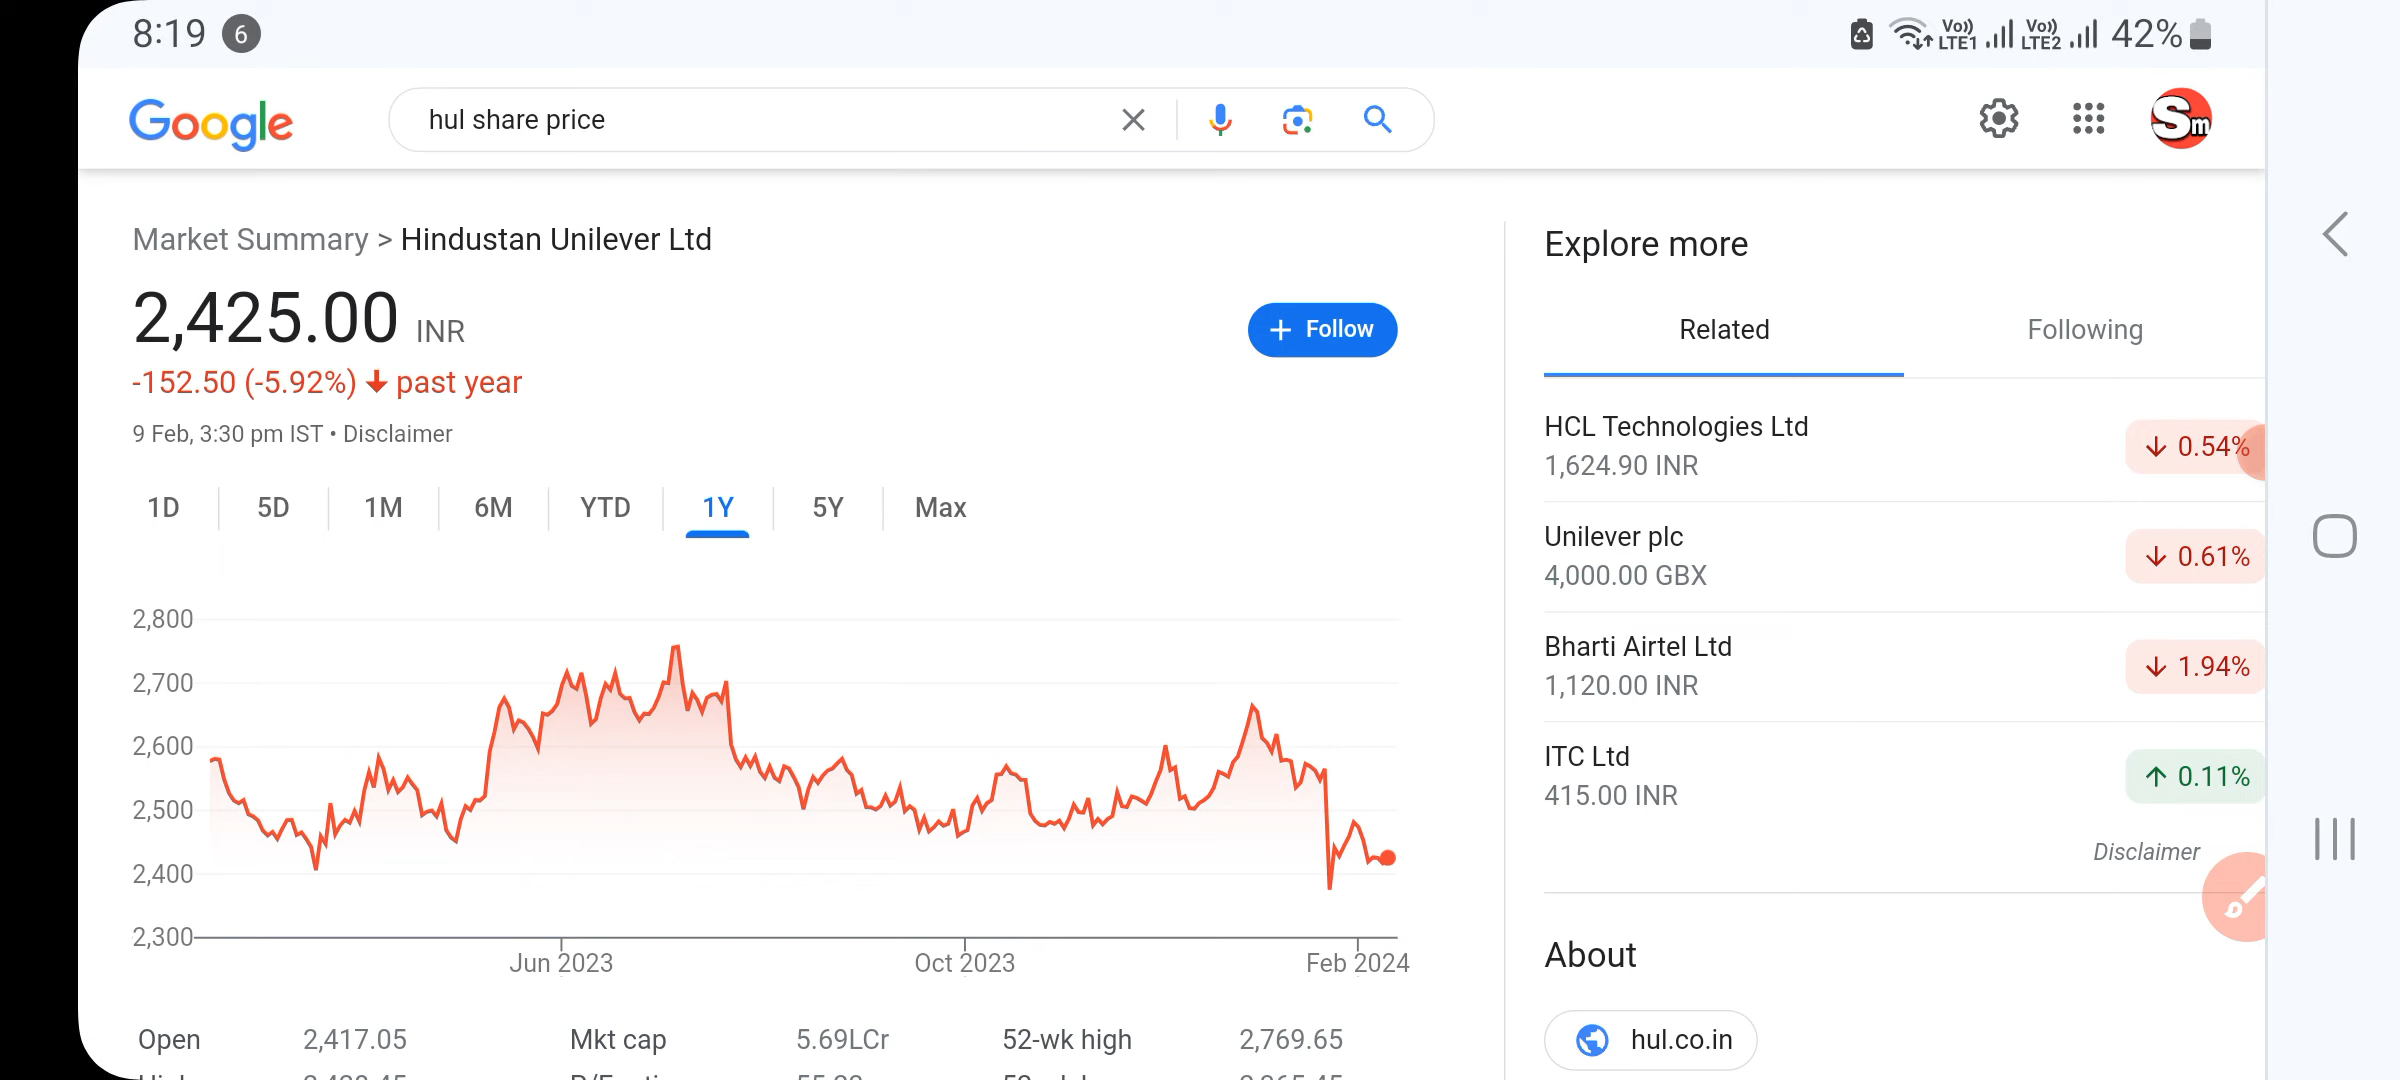 8:19 6 Vo)) LTE1 Vo)) LTE2 42%
Google hul share price Sm
Market Summary > Hindustan Unilever Ltd
2,425.00 INR
+ Follow
-152.50 (-5.92%) past year
9 Feb, 3:30 pm IST • Disclaimer
1D 5D 1M 6M YTD 1Y 5Y Max
2,800
2,700
2,600
2,500
2,400
2,300
Jun 2023 Oct 2023 Feb 2024
Open 2,417.05 Mkt cap 5.69LCr 52-wk high 2,769.65
Explore more
Related Following
HCL Technologies Ltd
1,624.90 INR
0.54%
Unilever plc
4,000.00 GBX
0.61%
Bharti Airtel Ltd
1,120.00 INR
1.94%
ITC Ltd
415.00 INR
0.11%
Disclaimer
About
hul.co.in